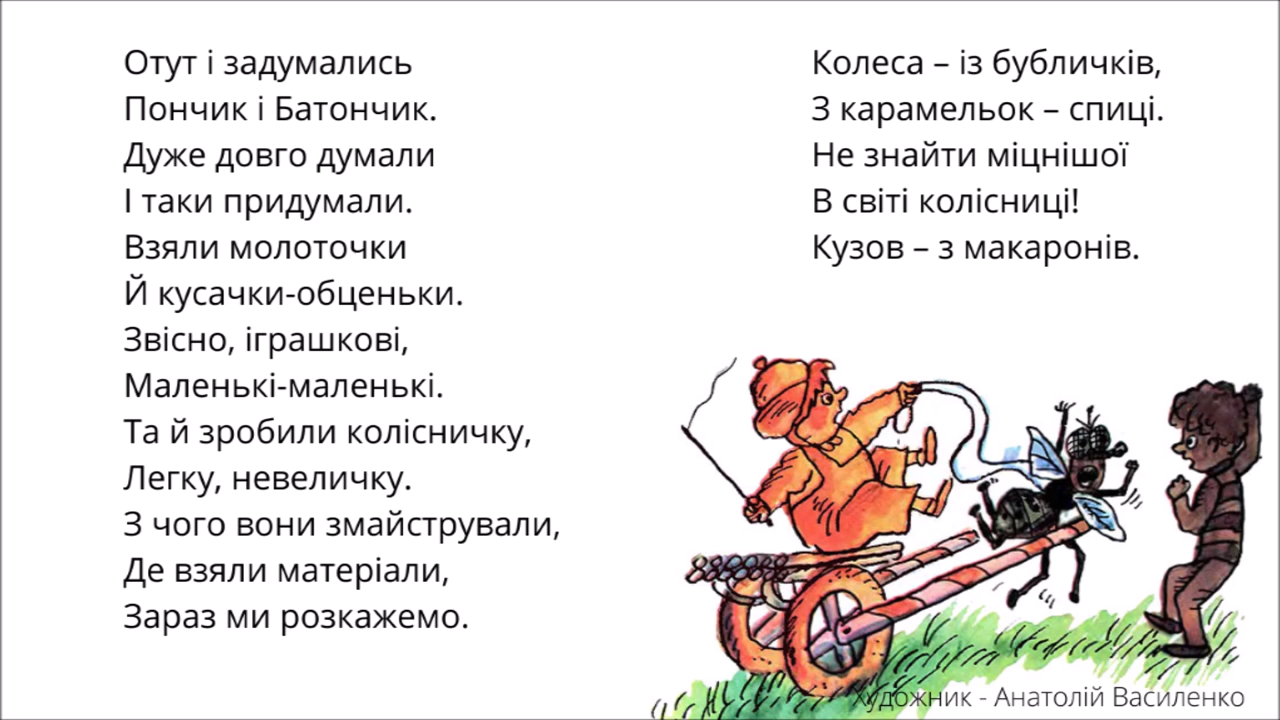 Отут і задумались
Пончик і Батончик.
Дуже довго думали
І таки придумали.
Взяли молоточки
Й кусачки-обценьки.
Звісно, іграшкові,
Маленькі-маленькі.
Та й зробили колісничку,
Легку, невеличку.
З чого вони змайстрували,
Де взяли матеріали,
Зараз ми розкажемо.
Колеса – із бубличків,
З карамельок – спиці.
Не знайти міцнішої
В світі колісниці!
Кузов – з макаронів.
Художник - Анатолій Василенко